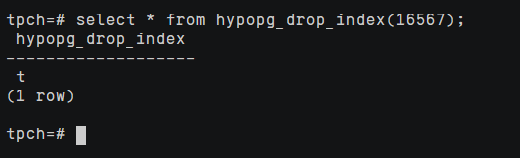 tpch=# select * from hypopg_drop_index(16567);
 hypopg_drop_index
-------------------
 t
(1 row)

tpch=#